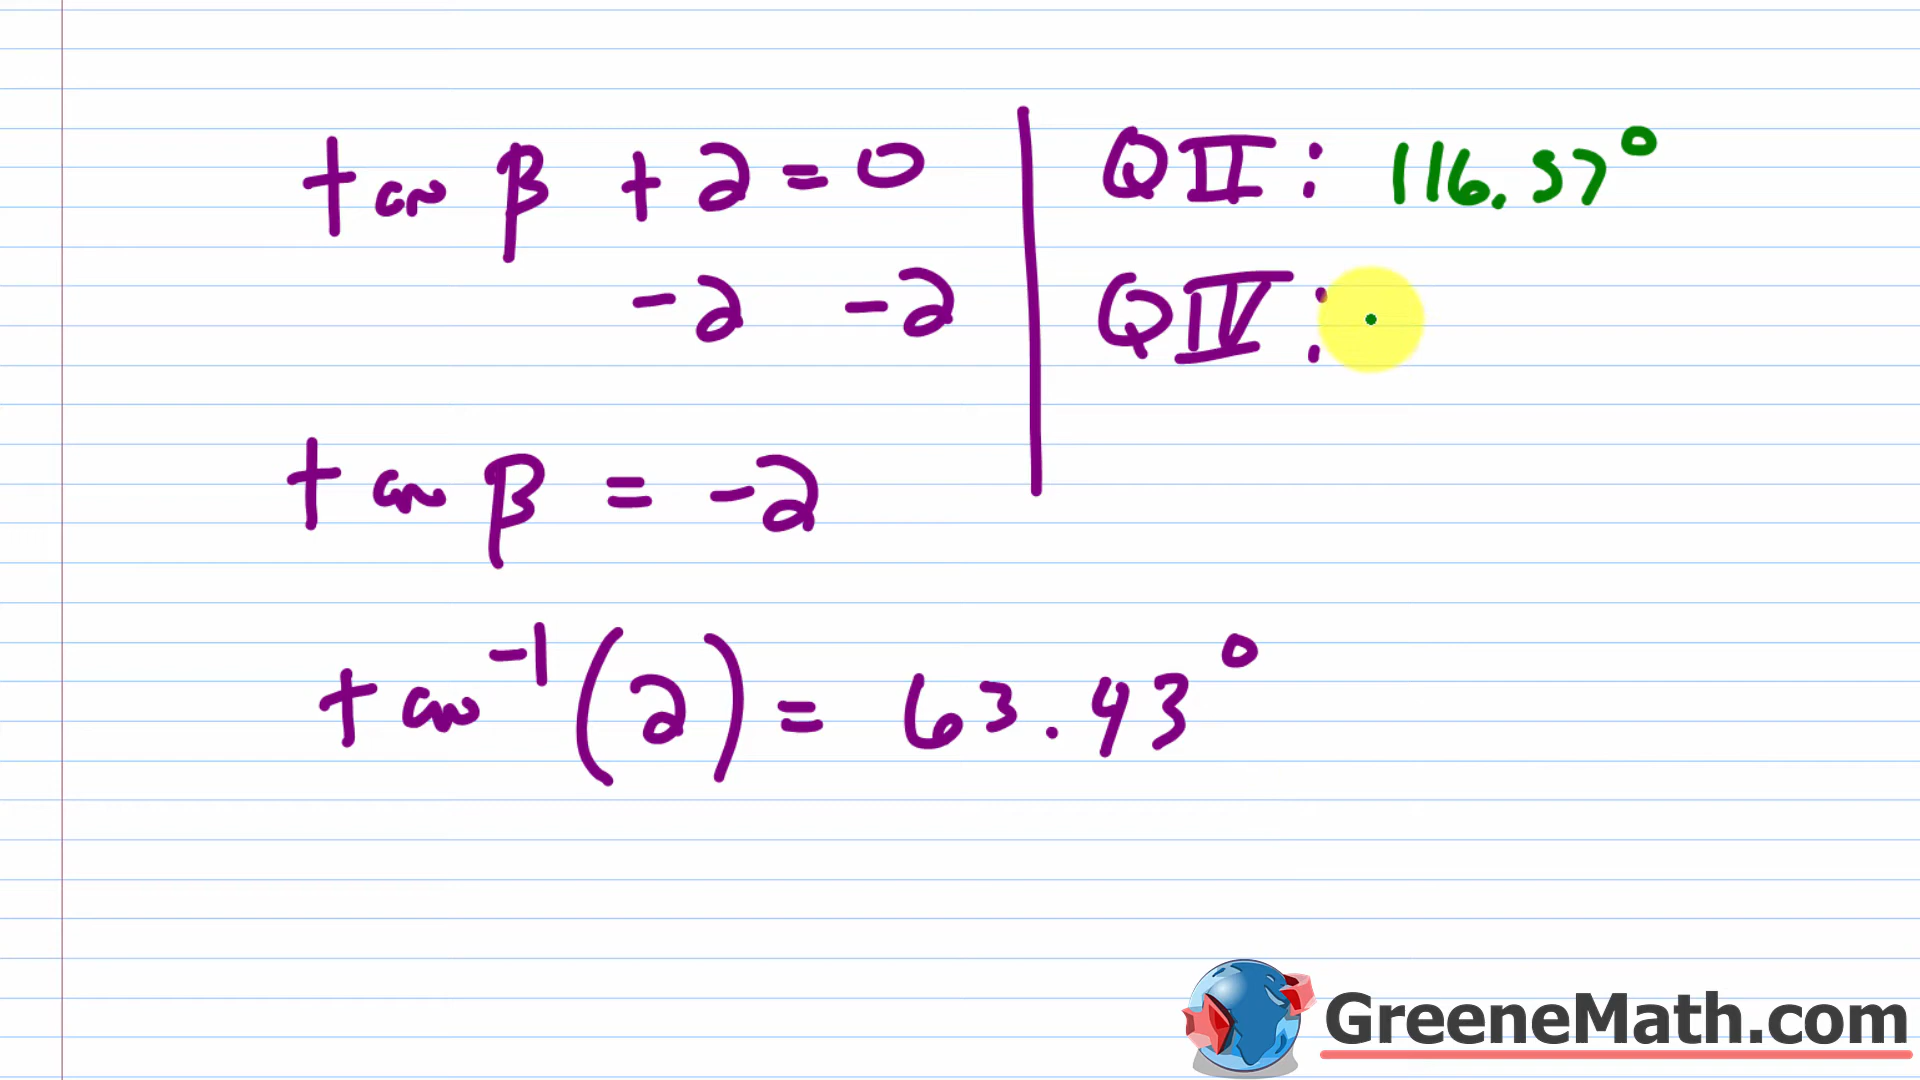 tan β + 2 = 0
-2 -2
tan β = -2
tan⁻¹(2) = 63.43°
QII: 116.57°
QIV:
GreeneMath.com